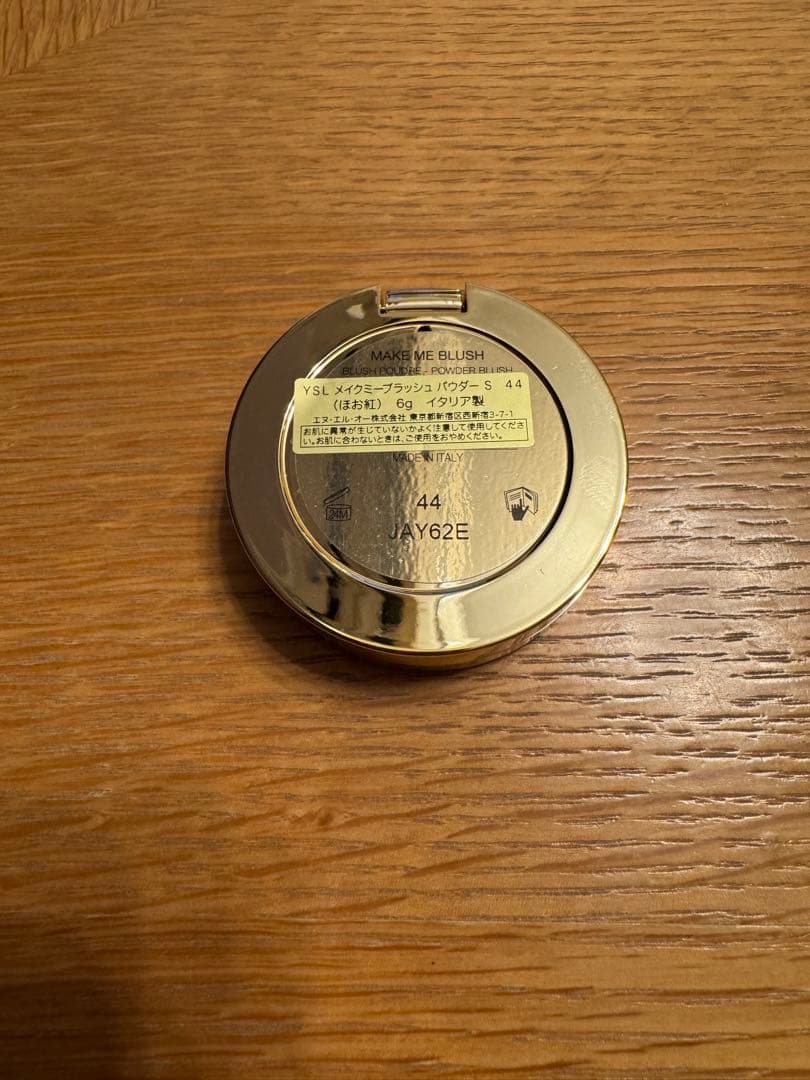 MAKE ME BLUSH
BLUSH POUDRE - POWDER BLUSH
YSL メイクミーブラッシュ パウダー S 44
(ほお紅) 6g イタリア製
エヌ・エル・オー株式会社 東京都新宿区西新宿3-7-1
お肌に異常が生じていないかよく注意して使用してくださ
い。お肌に合わないときは、ご使用をおやめください。
MADE IN ITALY
24M
44
JAY62E